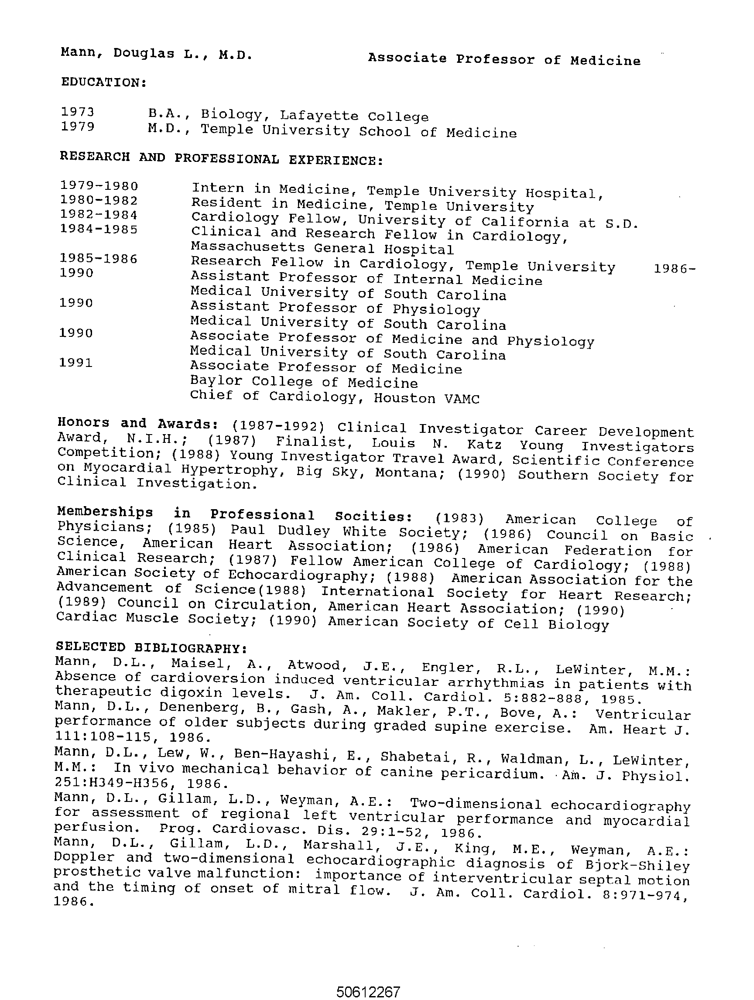 Mann, Douglas L., M.D. Associate Professor of Medicine
EDUCATION:
1973 B.A., Biology, Lafayette College
1979 M.D., Temple University School of Medicine
RESEARCH AND PROFESSIONAL EXPERIENCE:
1979-1980 Intern in Medicine, Temple University Hospital,
1980-1982 Resident in Medicine, Temple University
1982-1984 Cardiology Fellow, University of California at S.D.
1984-1985 Clinical and Research Fellow in Cardiology,
Massachusetts General Hospital
1985-1986 Research Fellow in Cardiology, Temple University 1986-
1990 Assistant Professor of Internal Medicine
Medical University of South Carolina
1990 Assistant Professor of Physiology
Medical University of South Carolina
1990 Associate Professor of Medicine and Physiology
Medical University of South Carolina
1991 Associate Professor of Medicine
Baylor College of Medicine
Chief of Cardiology, Houston VAMC
Honors and Awards: (1987-1992) Clinical Investigator Career Development
Award, N.I.H.; (1987) Finalist, Louis N. Katz Young Investigators
Competition; (1988) Young Investigator Travel Award, Scientific Conference
on Myocardial Hypertrophy, Big Sky, Montana; (1990) Southern Society for
Clinical Investigation.
Memberships in Professional Socities: (1983) American College of
Physicians; (1985) Paul Dudley White Society; (1986) Council on Basic
Science, American Heart Association; (1986) American Federation for
Clinical Research; (1987) Fellow American College of Cardiology; (1988)
American Society of Echocardiography; (1988) American Association for the
Advancement of Science(1988) International Society for Heart Research;
(1989) Council on Circulation, American Heart Association; (1990)
Cardiac Muscle Society; (1990) American Society of Cell Biology
SELECTED BIBLIOGRAPHY:
Mann, D.L., Maisel, A., Atwood, J.E., Engler, R.L., LeWinter, M.M.:
Absence of cardioversion induced ventricular arrhythmias in patients with
therapeutic digoxin levels. J. Am. Coll. Cardiol. 5:882-888, 1985.
Mann, D.L., Denenberg, B., Gash, A., Makler, P.T., Bove, A.: Ventricular
performance of older subjects during graded supine exercise. Am. Heart J.
111:108-115, 1986.
Mann, D.L., Lew, W., Ben-Hayashi, E., Shabetai, R., Waldman, L., LeWinter,
M.M.: In vivo mechanical behavior of canine pericardium. Am. J. Physiol.
251:H349-H356, 1986.
Mann, D.L., Gillam, L.D., Weyman, A.E.: Two-dimensional echocardiography
for assessment of regional left ventricular performance and myocardial
perfusion. Prog. Cardiovasc. Dis. 29:1-52, 1986.
Mann, D.L., Gillam, L.D., Marshall, J.E., King, M.E., Weyman, A.E.:
Doppler and two-dimensional echocardiographic diagnosis of Bjork-Shiley
prosthetic valve malfunction: importance of interventricular septal motion
and the timing of onset of mitral flow. J. Am. Coll. Cardiol. 8:971-974,
1986.
50612267